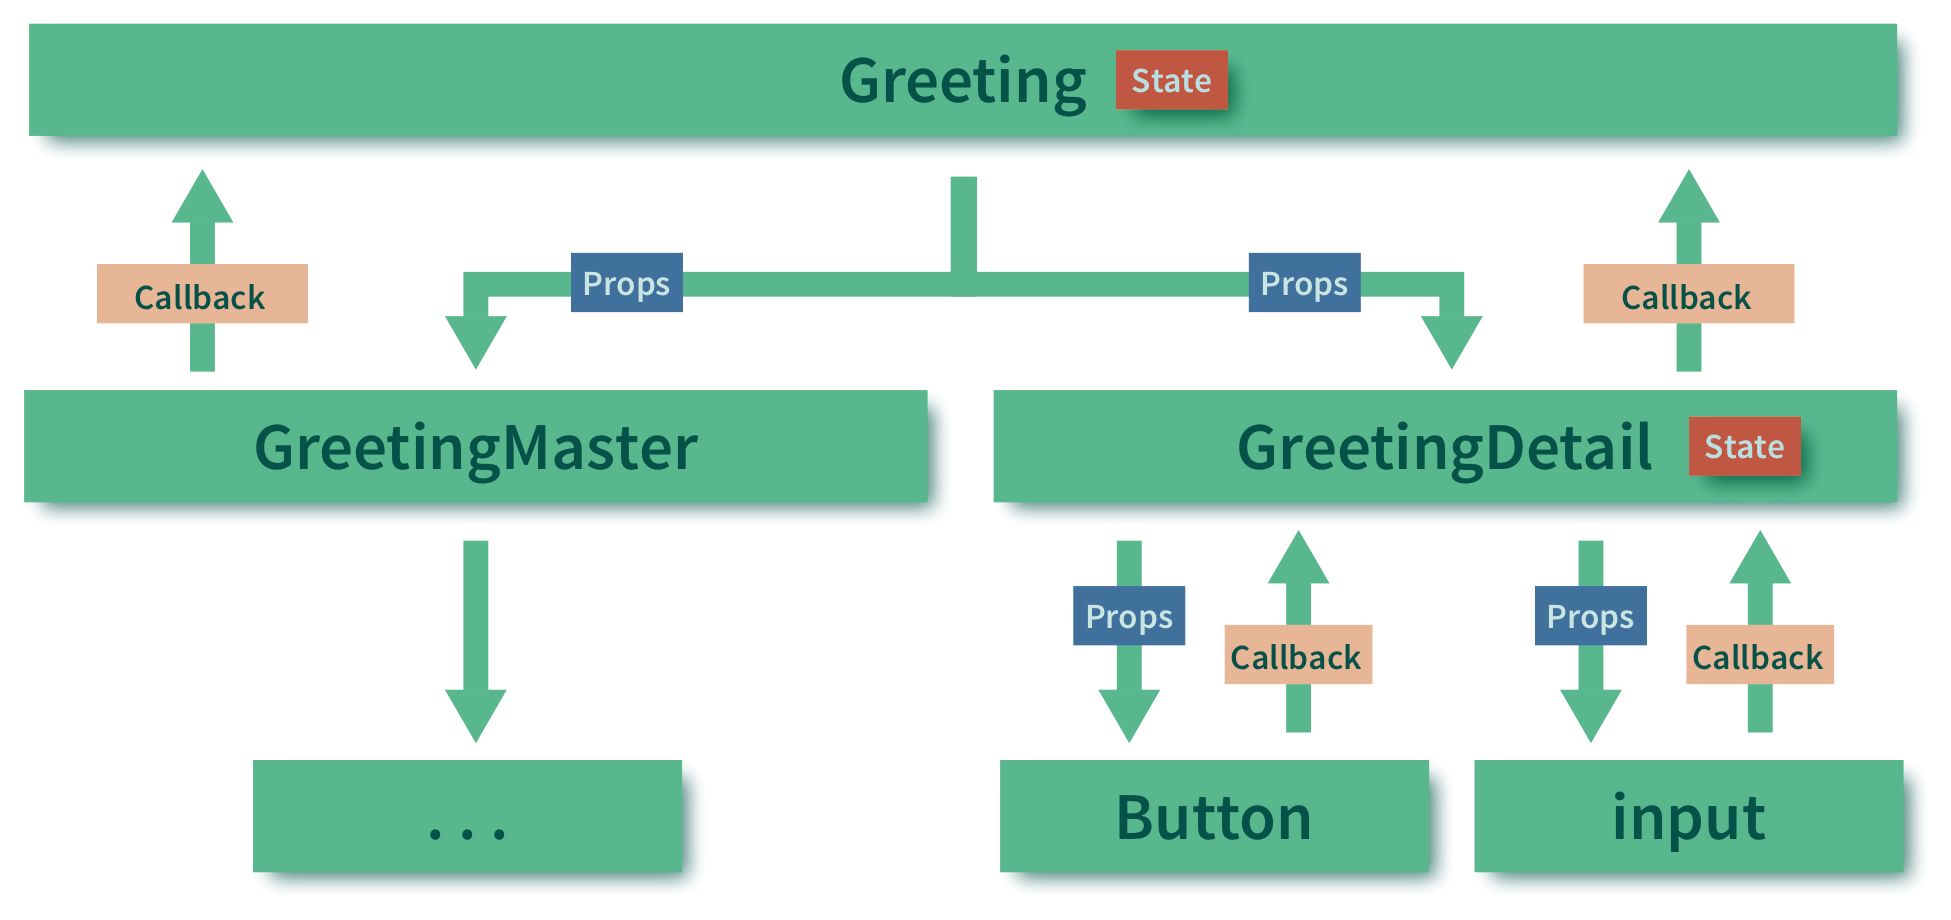 Greeting State
Callback Props Props Callback
GreetingMaster GreetingDetail State
Props Callback Props Callback
... Button input